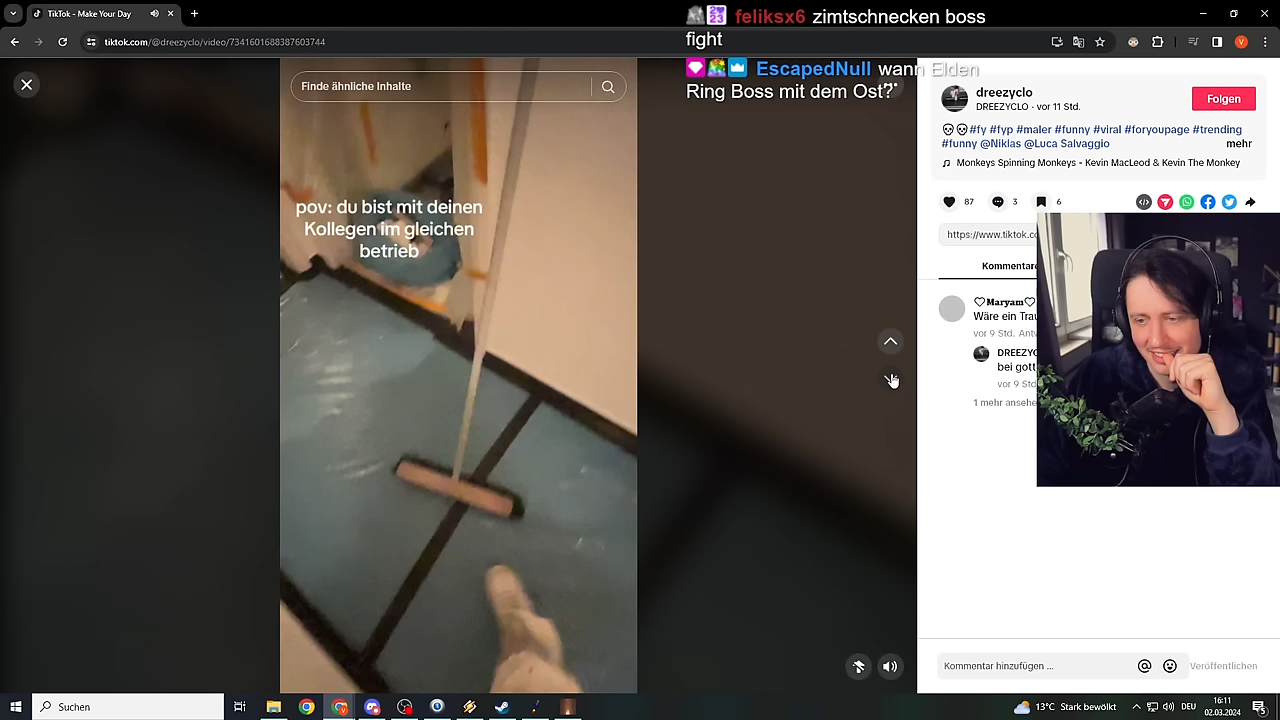 TikTok - Make Your Day
feliksx6 zimtschnecken boss
fight
tiktok.com/@dreezyclo/video/7341601688387603744
EscapedNull wann Elden
Ring Boss mit dem Ost?
Finde ähnliche Inhalte
pov: du bist mit deinen
Kollegen im gleichen
betrieb
dreezyclo
DREEZYCLO · vor 11 Std.
Folgen
💀💀#fy #fyp #maler #funny #viral #foryoupage #trending
#funny @Niklas @Luca Salvaggio
mehr
♫ Monkeys Spinning Monkeys - Kevin MacLeod & Kevin The Monkey
87
3
6
https://www.tiktok.co
Kommentare
♡Maryam♡
Wäre ein Trau
vor 9 Std. Antw
DREEZYC
bei gott
vor 9 Std
1 mehr ansehe
Kommentar hinzufügen ...
Veröffentlichen
Suchen
13°C Stark bewölkt
DEU
16:11
02.03.2024